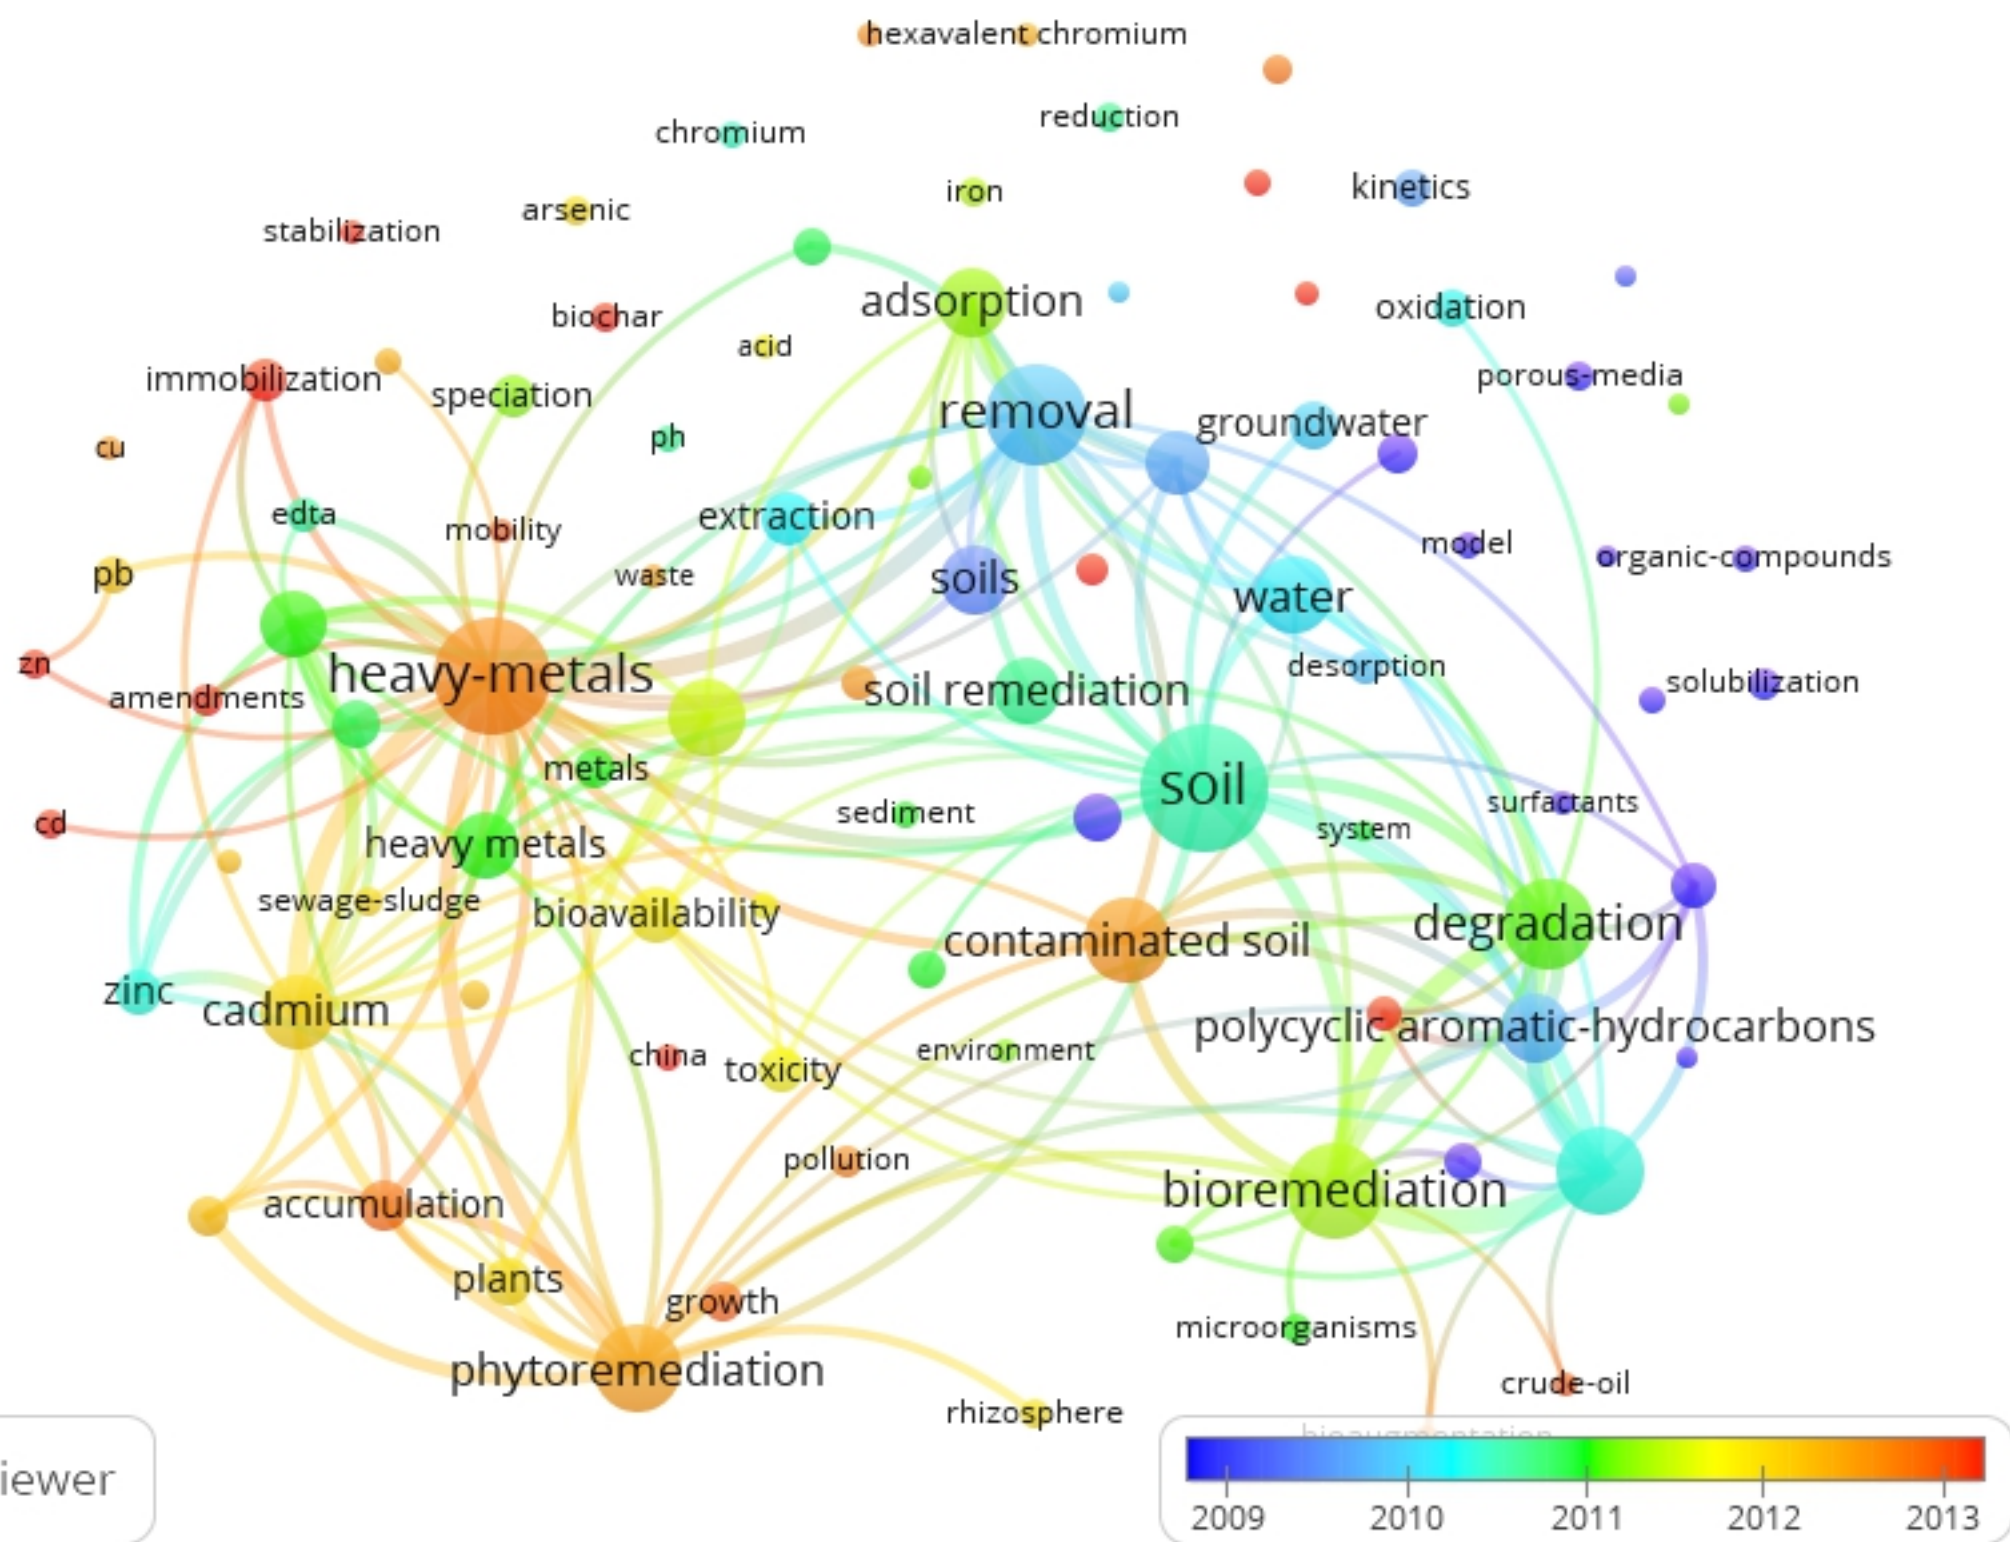 hexavalent chromium
reduction
chromium
kinetics
iron
arsenic
stabilization
adsorption
oxidation
biochar
acid
porous-media
immobilization
speciation
removal
groundwater
ph
cu
edta
extraction
mobility
model
organic-compounds
pb
waste
soils
water
zn
desorption
heavy-metals
solubilization
amendments
soil remediation
metals
soil
surfactants
sediment
cd
system
heavy metals
sewage-sludge
bioavailability
degradation
contaminated soil
zinc
cadmium
polycyclic aromatic-hydrocarbons
environment
china
toxicity
pollution
bioremediation
accumulation
plants
growth
microorganisms
phytoremediation
crude-oil
rhizosphere
bioaugmentation
iewer
2009 2010 2011 2012 2013